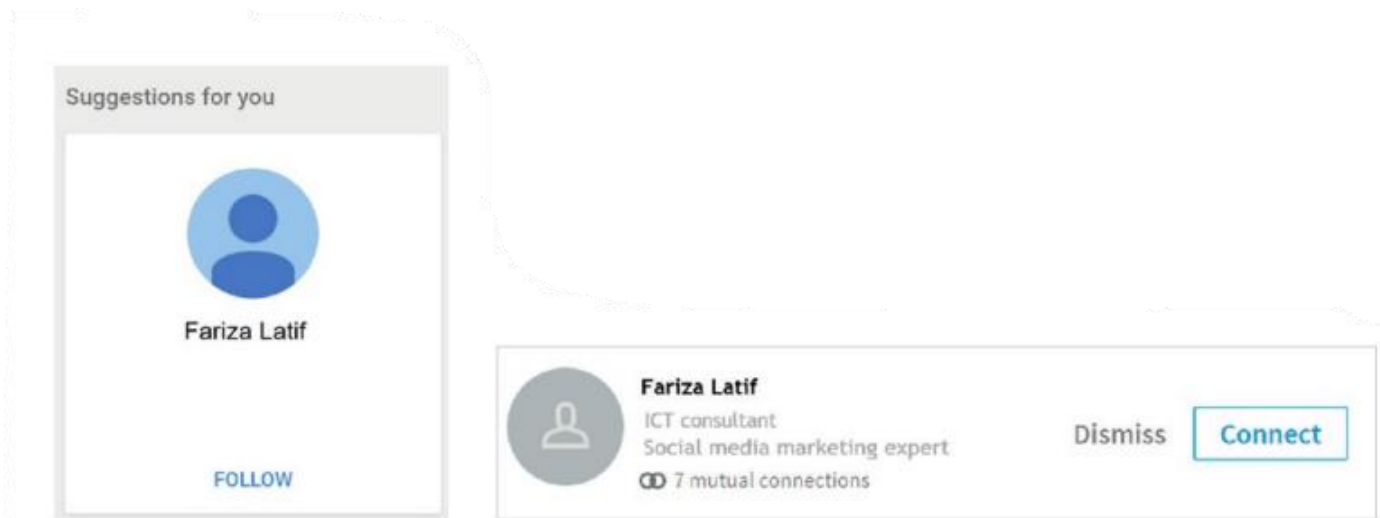 Suggestions for you
Fariza Latif
FOLLOW
Fariza Latif
ICT consultant
Social media marketing expert
7 mutual connections
Dismiss
Connect